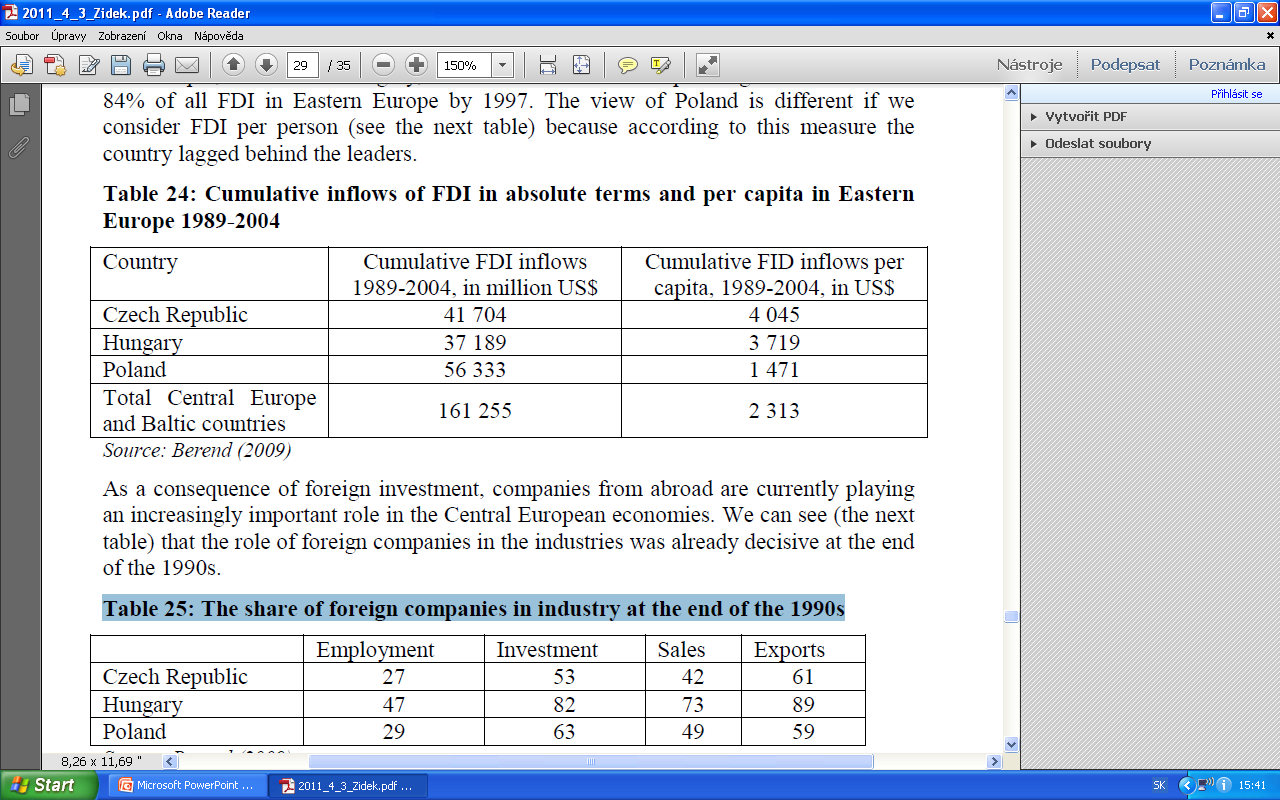 2011_4_3_Zidek.pdf - Adobe Reader
Soubor Úpravy Zobrazení Okna Nápověda
29 / 35 150% Nástroje Podepsat Poznámka
Přihlásit se
Vytvořit PDF
Odeslat soubory
84% of all FDI in Eastern Europe by 1997. The view of Poland is different if we
consider FDI per person (see the next table) because according to this measure the
country lagged behind the leaders.
Table 24: Cumulative inflows of FDI in absolute terms and per capita in Eastern
Europe 1989-2004
Country Cumulative FDI inflows 1989-2004, in million US$ Cumulative FID inflows per capita, 1989-2004, in US$
Czech Republic 41 704 4 045
Hungary 37 189 3 719
Poland 56 333 1 471
Total Central Europe and Baltic countries 161 255 2 313
Source: Berend (2009)
As a consequence of foreign investment, companies from abroad are currently playing
an increasingly important role in the Central European economies. We can see (the next
table) that the role of foreign companies in the industries was already decisive at the end
of the 1990s.
Table 25: The share of foreign companies in industry at the end of the 1990s
Employment Investment Sales Exports
Czech Republic 27 53 42 61
Hungary 47 82 73 89
Poland 29 63 49 59
8,26 x 11,69 "
Start Microsoft PowerPoint ... 2011_4_3_Zidek.pdf ... SK 15:41